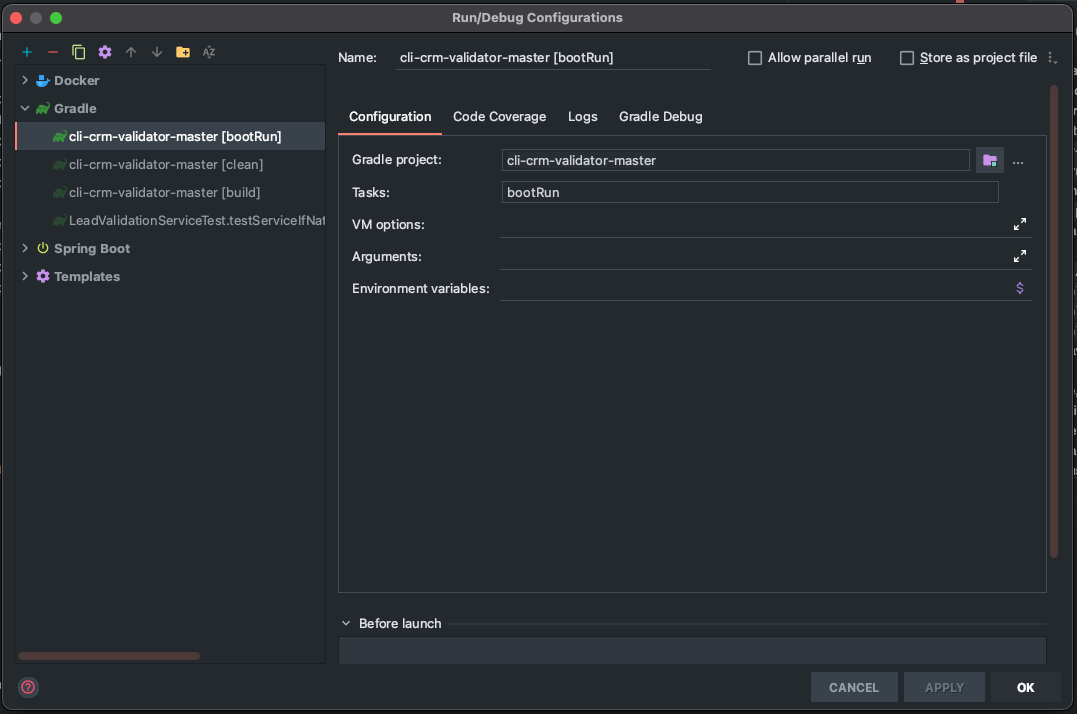 Run/Debug Configurations
Name: cli-crm-validator-master [bootRun] Allow parallel run Store as project file
Docker
Gradle
cli-crm-validator-master [bootRun]
cli-crm-validator-master [clean]
cli-crm-validator-master [build]
LeadValidationServiceTest.testServiceIfNat
Spring Boot
Templates
Configuration Code Coverage Logs Gradle Debug
Gradle project: cli-crm-validator-master ...
Tasks: bootRun
VM options:
Arguments:
Environment variables: $
Before launch
? CANCEL APPLY OK